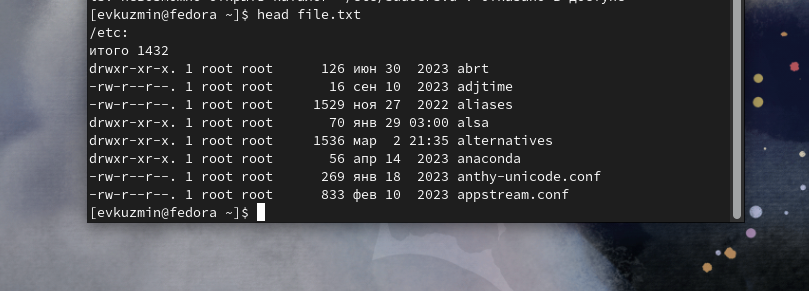 [evkuzmin@fedora ~]$ head file.txt
/etc:
итого 1432
drwxr-xr-x. 1 root root      126 июн 30  2023 abrt
-rw-r--r--. 1 root root       16 сен 10  2023 adjtime
-rw-r--r--. 1 root root     1529 ноя 27  2022 aliases
drwxr-xr-x. 1 root root       70 янв 29 03:00 alsa
drwxr-xr-x. 1 root root     1536 мар  2 21:35 alternatives
drwxr-xr-x. 1 root root       56 апр 14  2023 anaconda
-rw-r--r--. 1 root root      269 янв 18  2023 anthy-unicode.conf
-rw-r--r--. 1 root root      833 фев 10  2023 appstream.conf
[evkuzmin@fedora ~]$